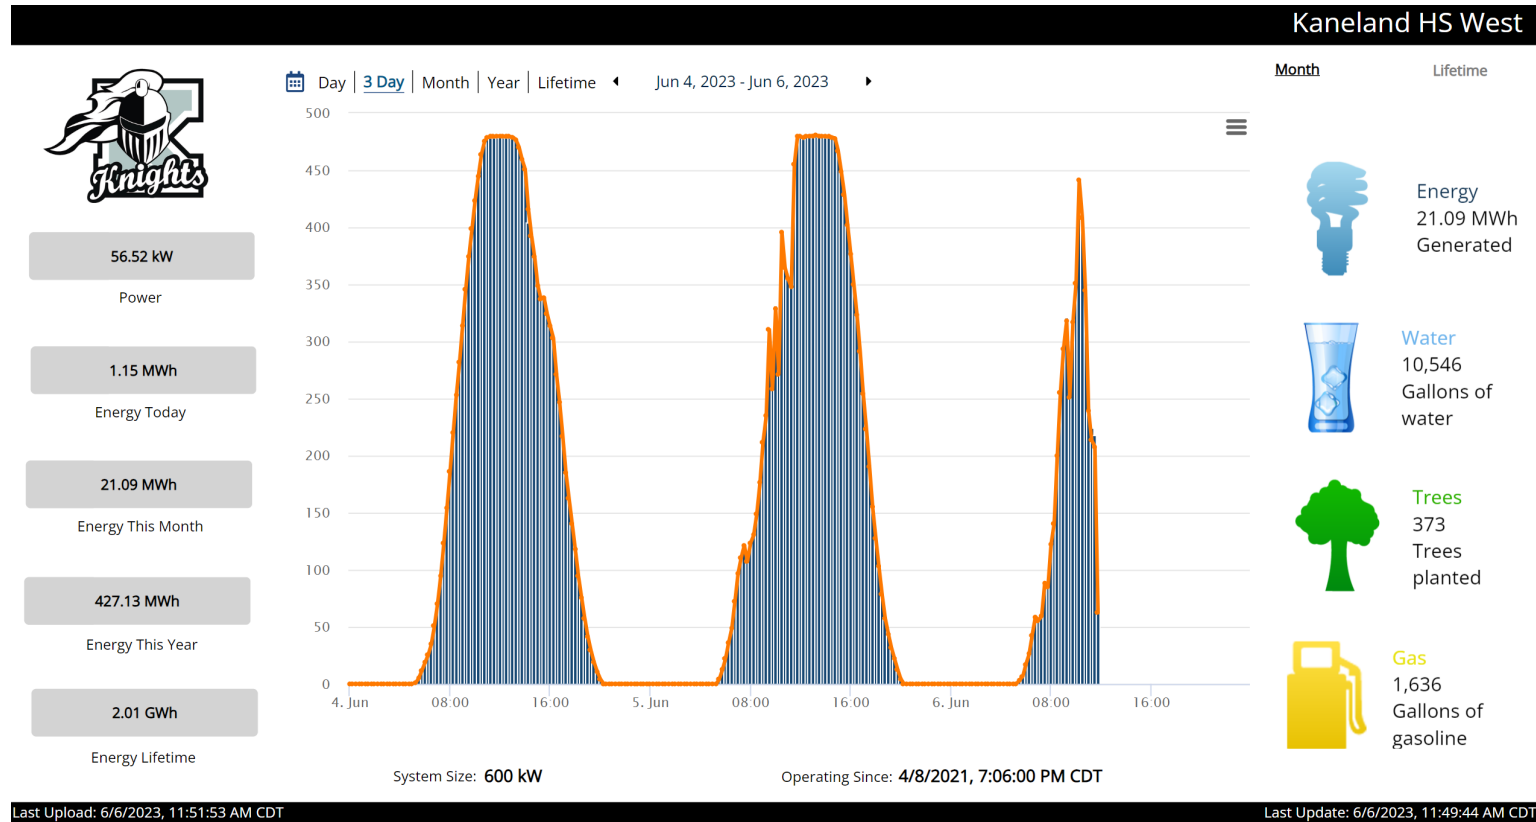 Kaneland HS West
Knights
56.52 kW
Power
1.15 MWh
Energy Today
21.09 MWh
Energy This Month
427.13 MWh
Energy This Year
2.01 GWh
Energy Lifetime
Day | 3 Day | Month | Year | Lifetime
Jun 4, 2023 - Jun 6, 2023
500
450
400
350
300
250
200
150
100
50
0
4. Jun 08:00 16:00 5. Jun 08:00 16:00 6. Jun 08:00 16:00
System Size: 600 kW
Operating Since: 4/8/2021, 7:06:00 PM CDT
Month Lifetime
Energy
21.09 MWh
Generated
Water
10,546
Gallons of
water
Trees
373
Trees
planted
Gas
1,636
Gallons of
gasoline
Last Upload: 6/6/2023, 11:51:53 AM CDT
Last Update: 6/6/2023, 11:49:44 AM CDT